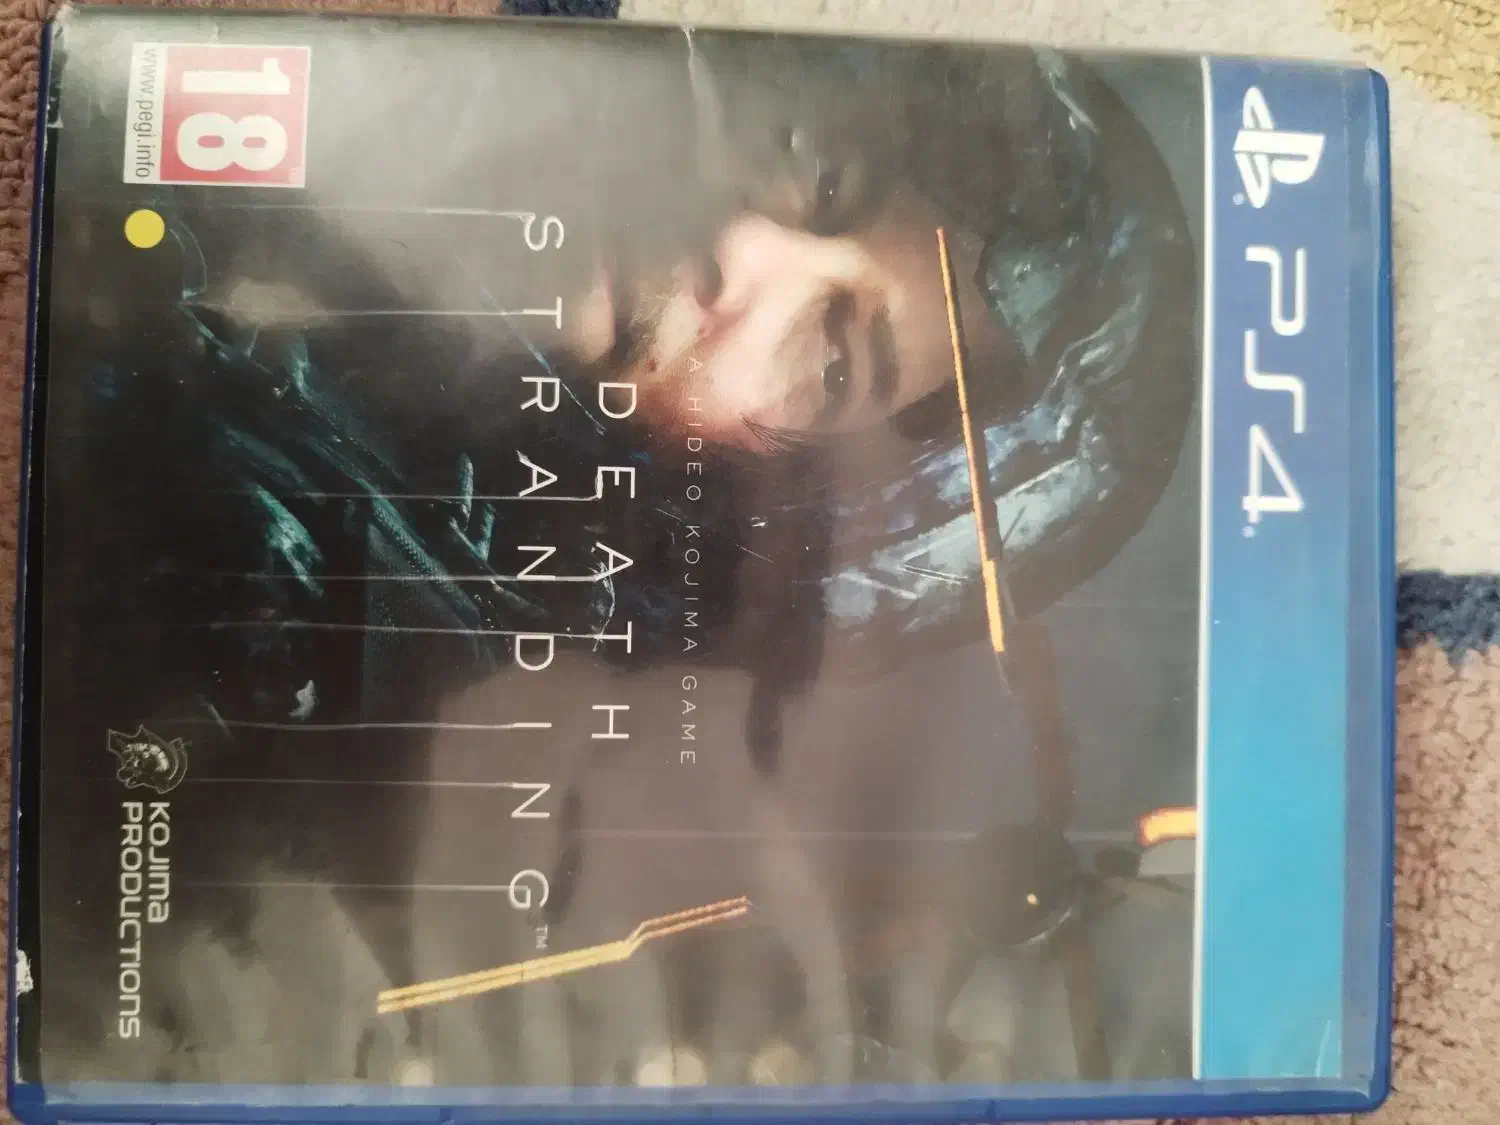 PS4
A HIDEO KOJIMA GAME
DEATH
STRANDING™
18
www.pegi.info
KOJIMA
PRODUCTIONS